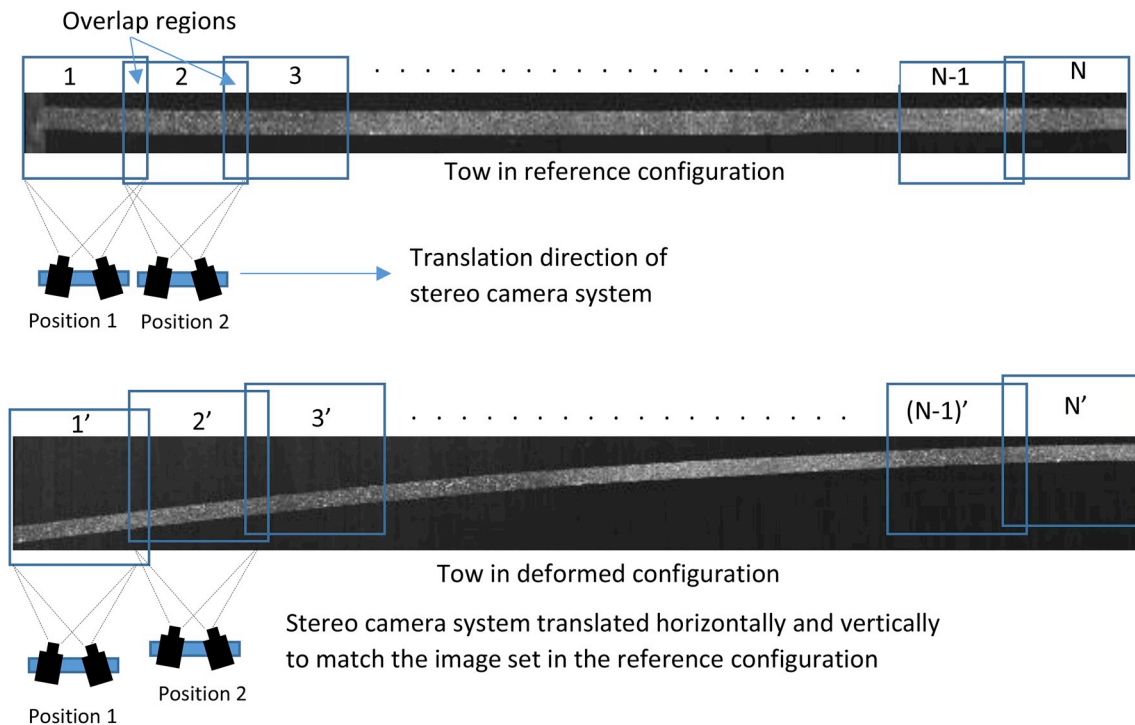 Overlap regions
1
2
3
. . . . . . . . . . . . . . . . . . . .
N-1
N
Tow in reference configuration
Translation direction of
stereo camera system
Position 1
Position 2
1’
2’
3’
. . . . . . . . . . . . . . . . . .
(N-1)’
N’
Tow in deformed configuration
Stereo camera system translated horizontally and vertically
to match the image set in the reference configuration
Position 2
Position 1